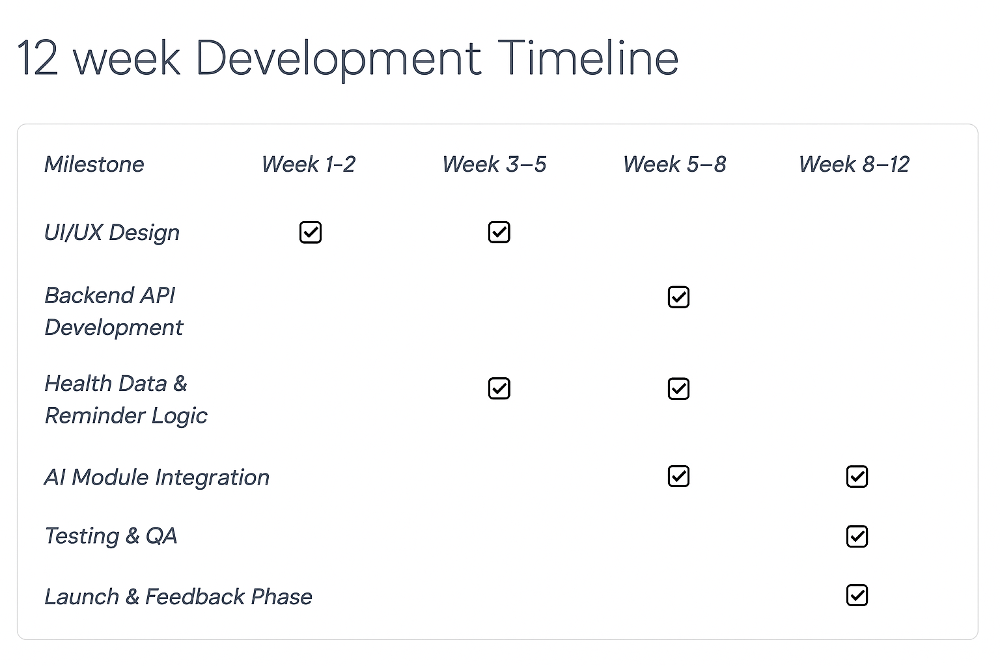 12 week Development Timeline
Milestone Week 1-2 Week 3–5 Week 5–8 Week 8–12
UI/UX Design
Backend API
Development
Health Data &
Reminder Logic
AI Module Integration
Testing & QA
Launch & Feedback Phase